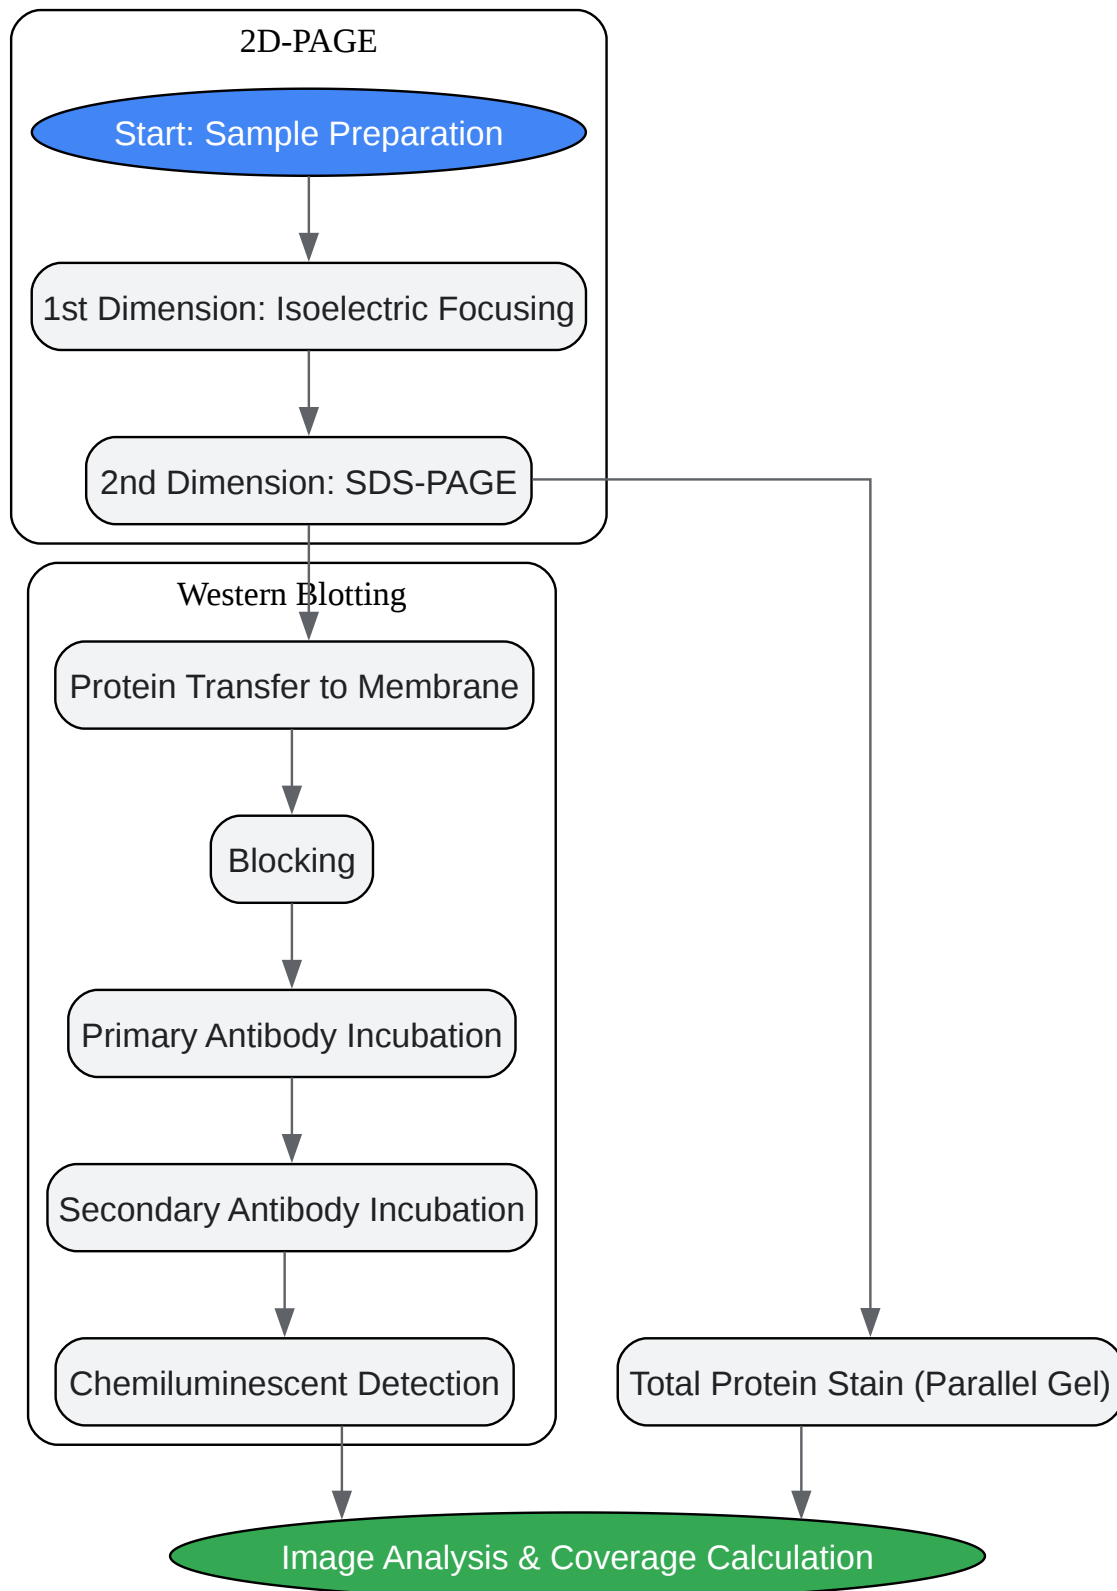 2D-PAGE
Start: Sample Preparation
1st Dimension: Isoelectric Focusing
2nd Dimension: SDS-PAGE
Western Blotting
Protein Transfer to Membrane
Blocking
Primary Antibody Incubation
Secondary Antibody Incubation
Chemiluminescent Detection
Total Protein Stain (Parallel Gel)
Image Analysis & Coverage Calculation